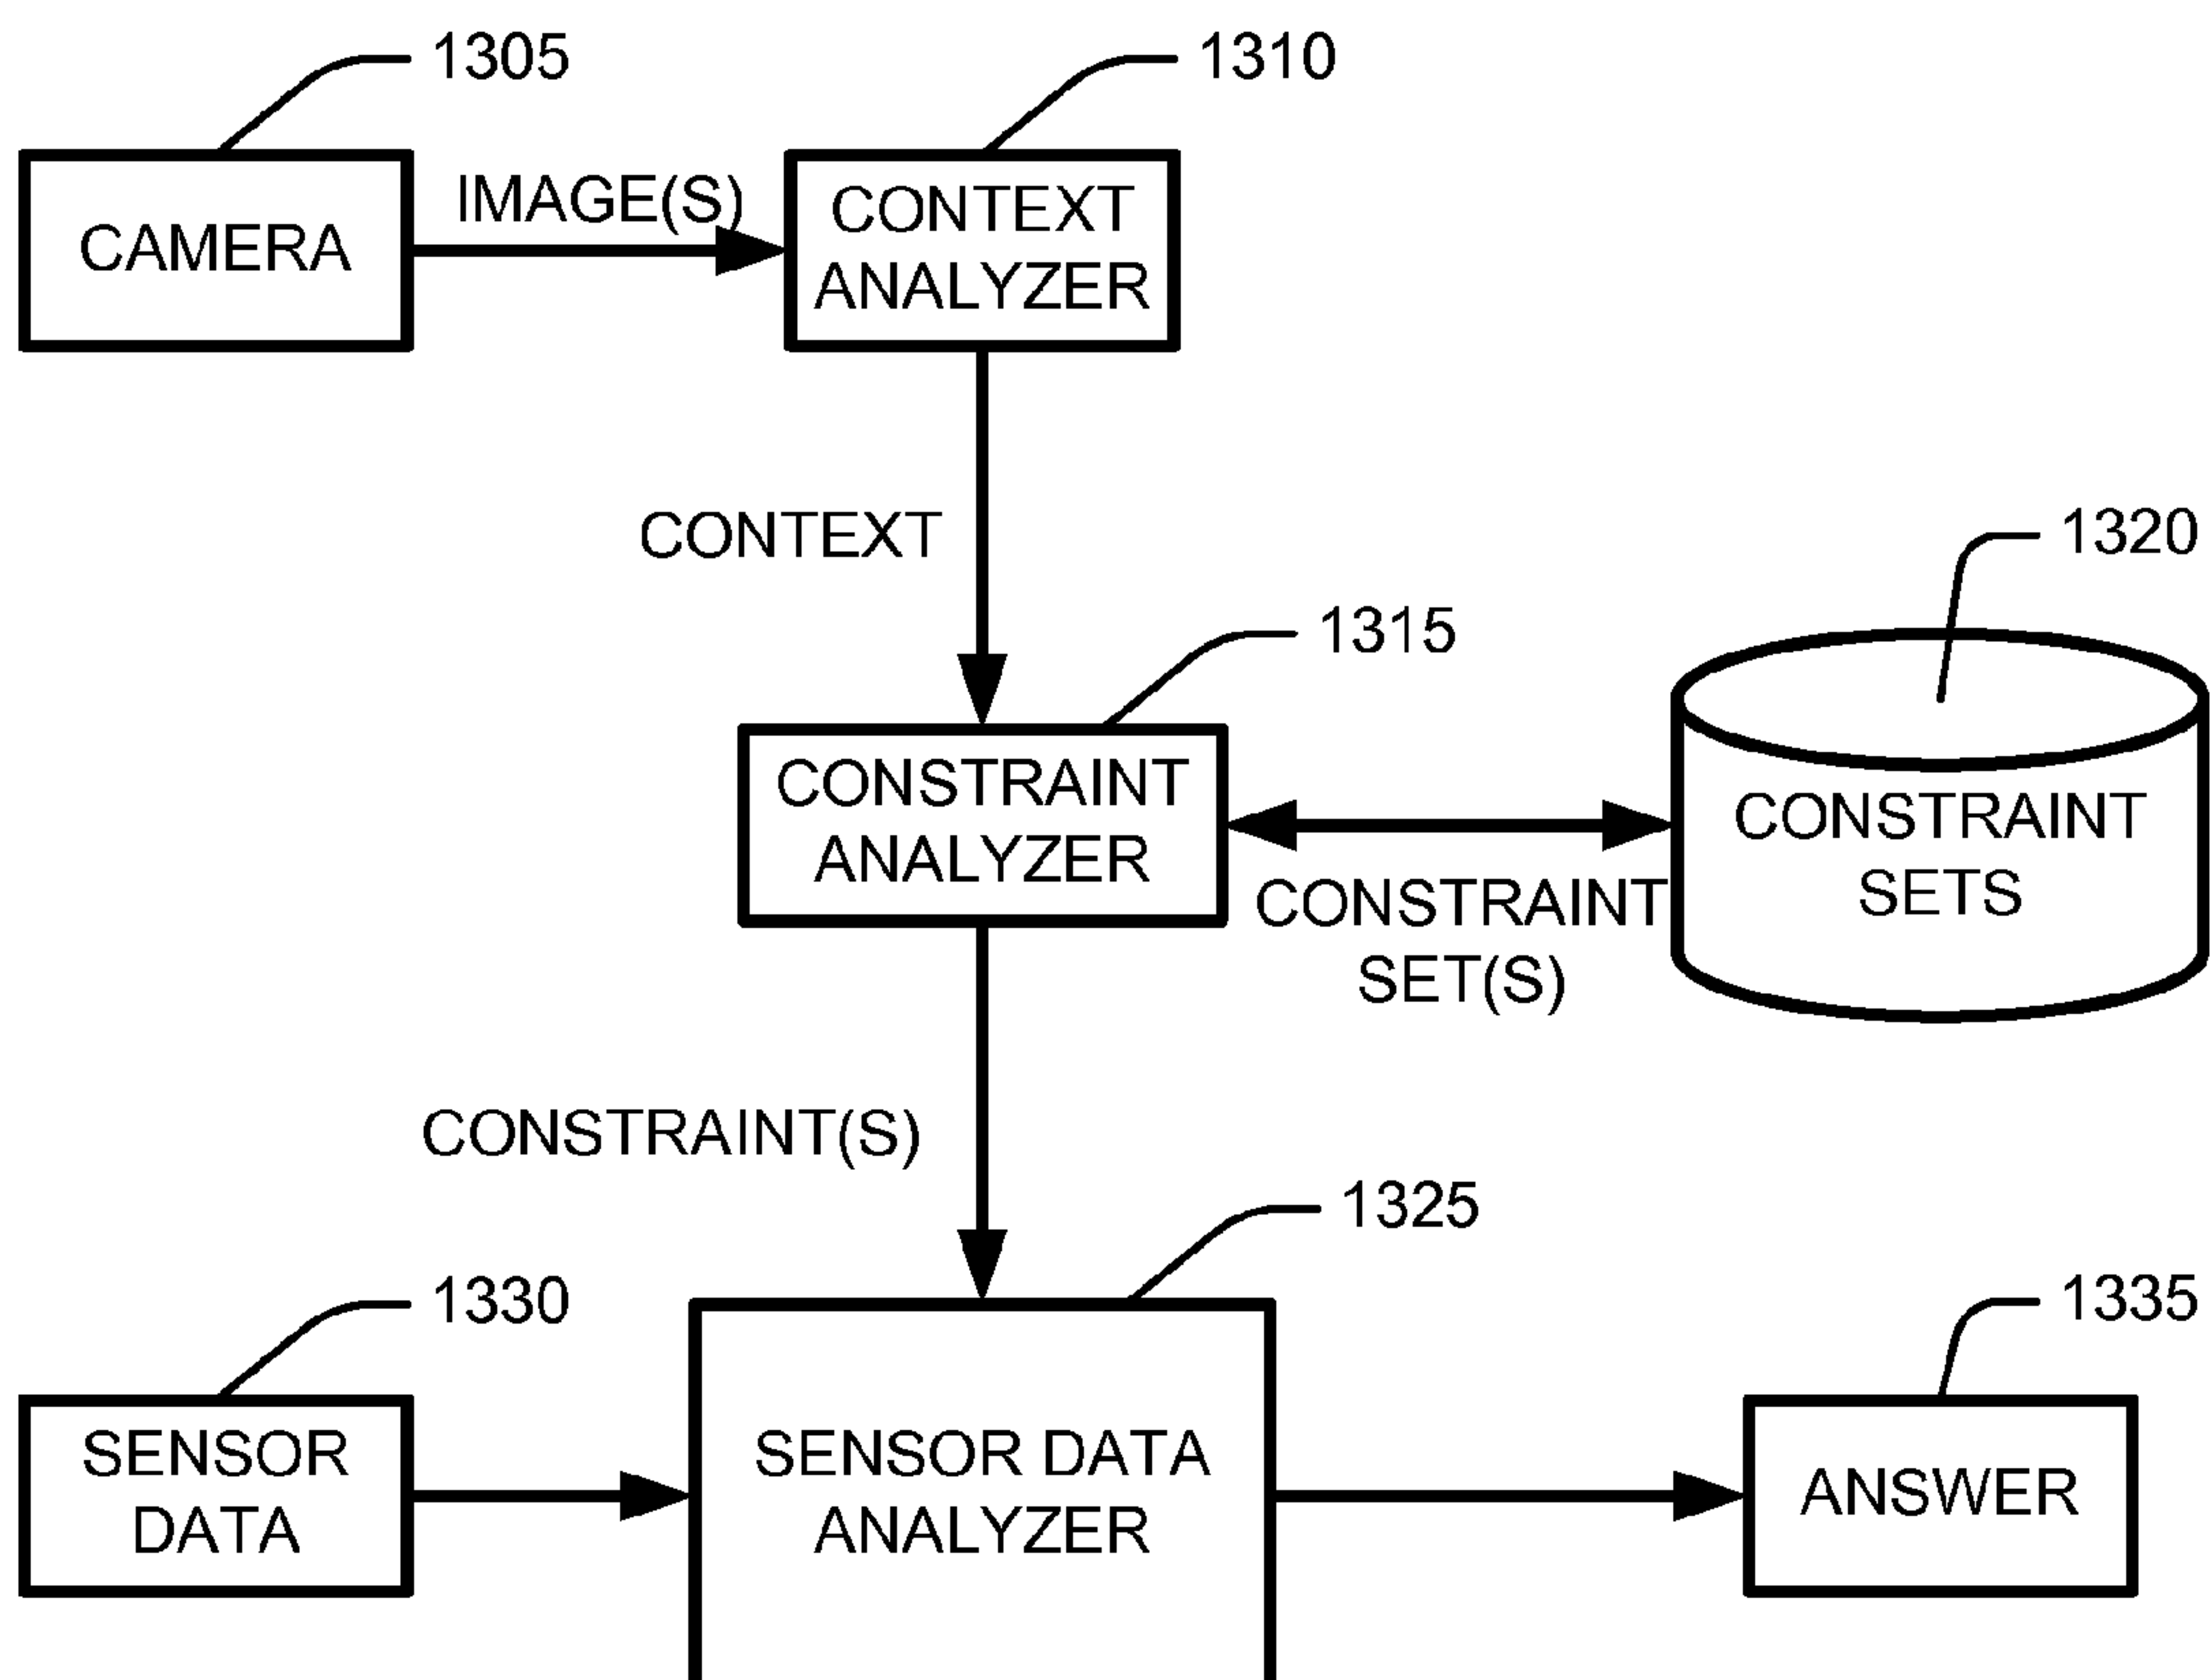 1305
1310
CAMERA
IMAGE(S)
CONTEXT
ANALYZER
CONTEXT
1320
1315
CONSTRAINT
ANALYZER
CONSTRAINT
SETS
CONSTRAINT
SET(S)
CONSTRAINT(S)
1325
1330
1335
SENSOR
DATA
SENSOR DATA
ANALYZER
ANSWER